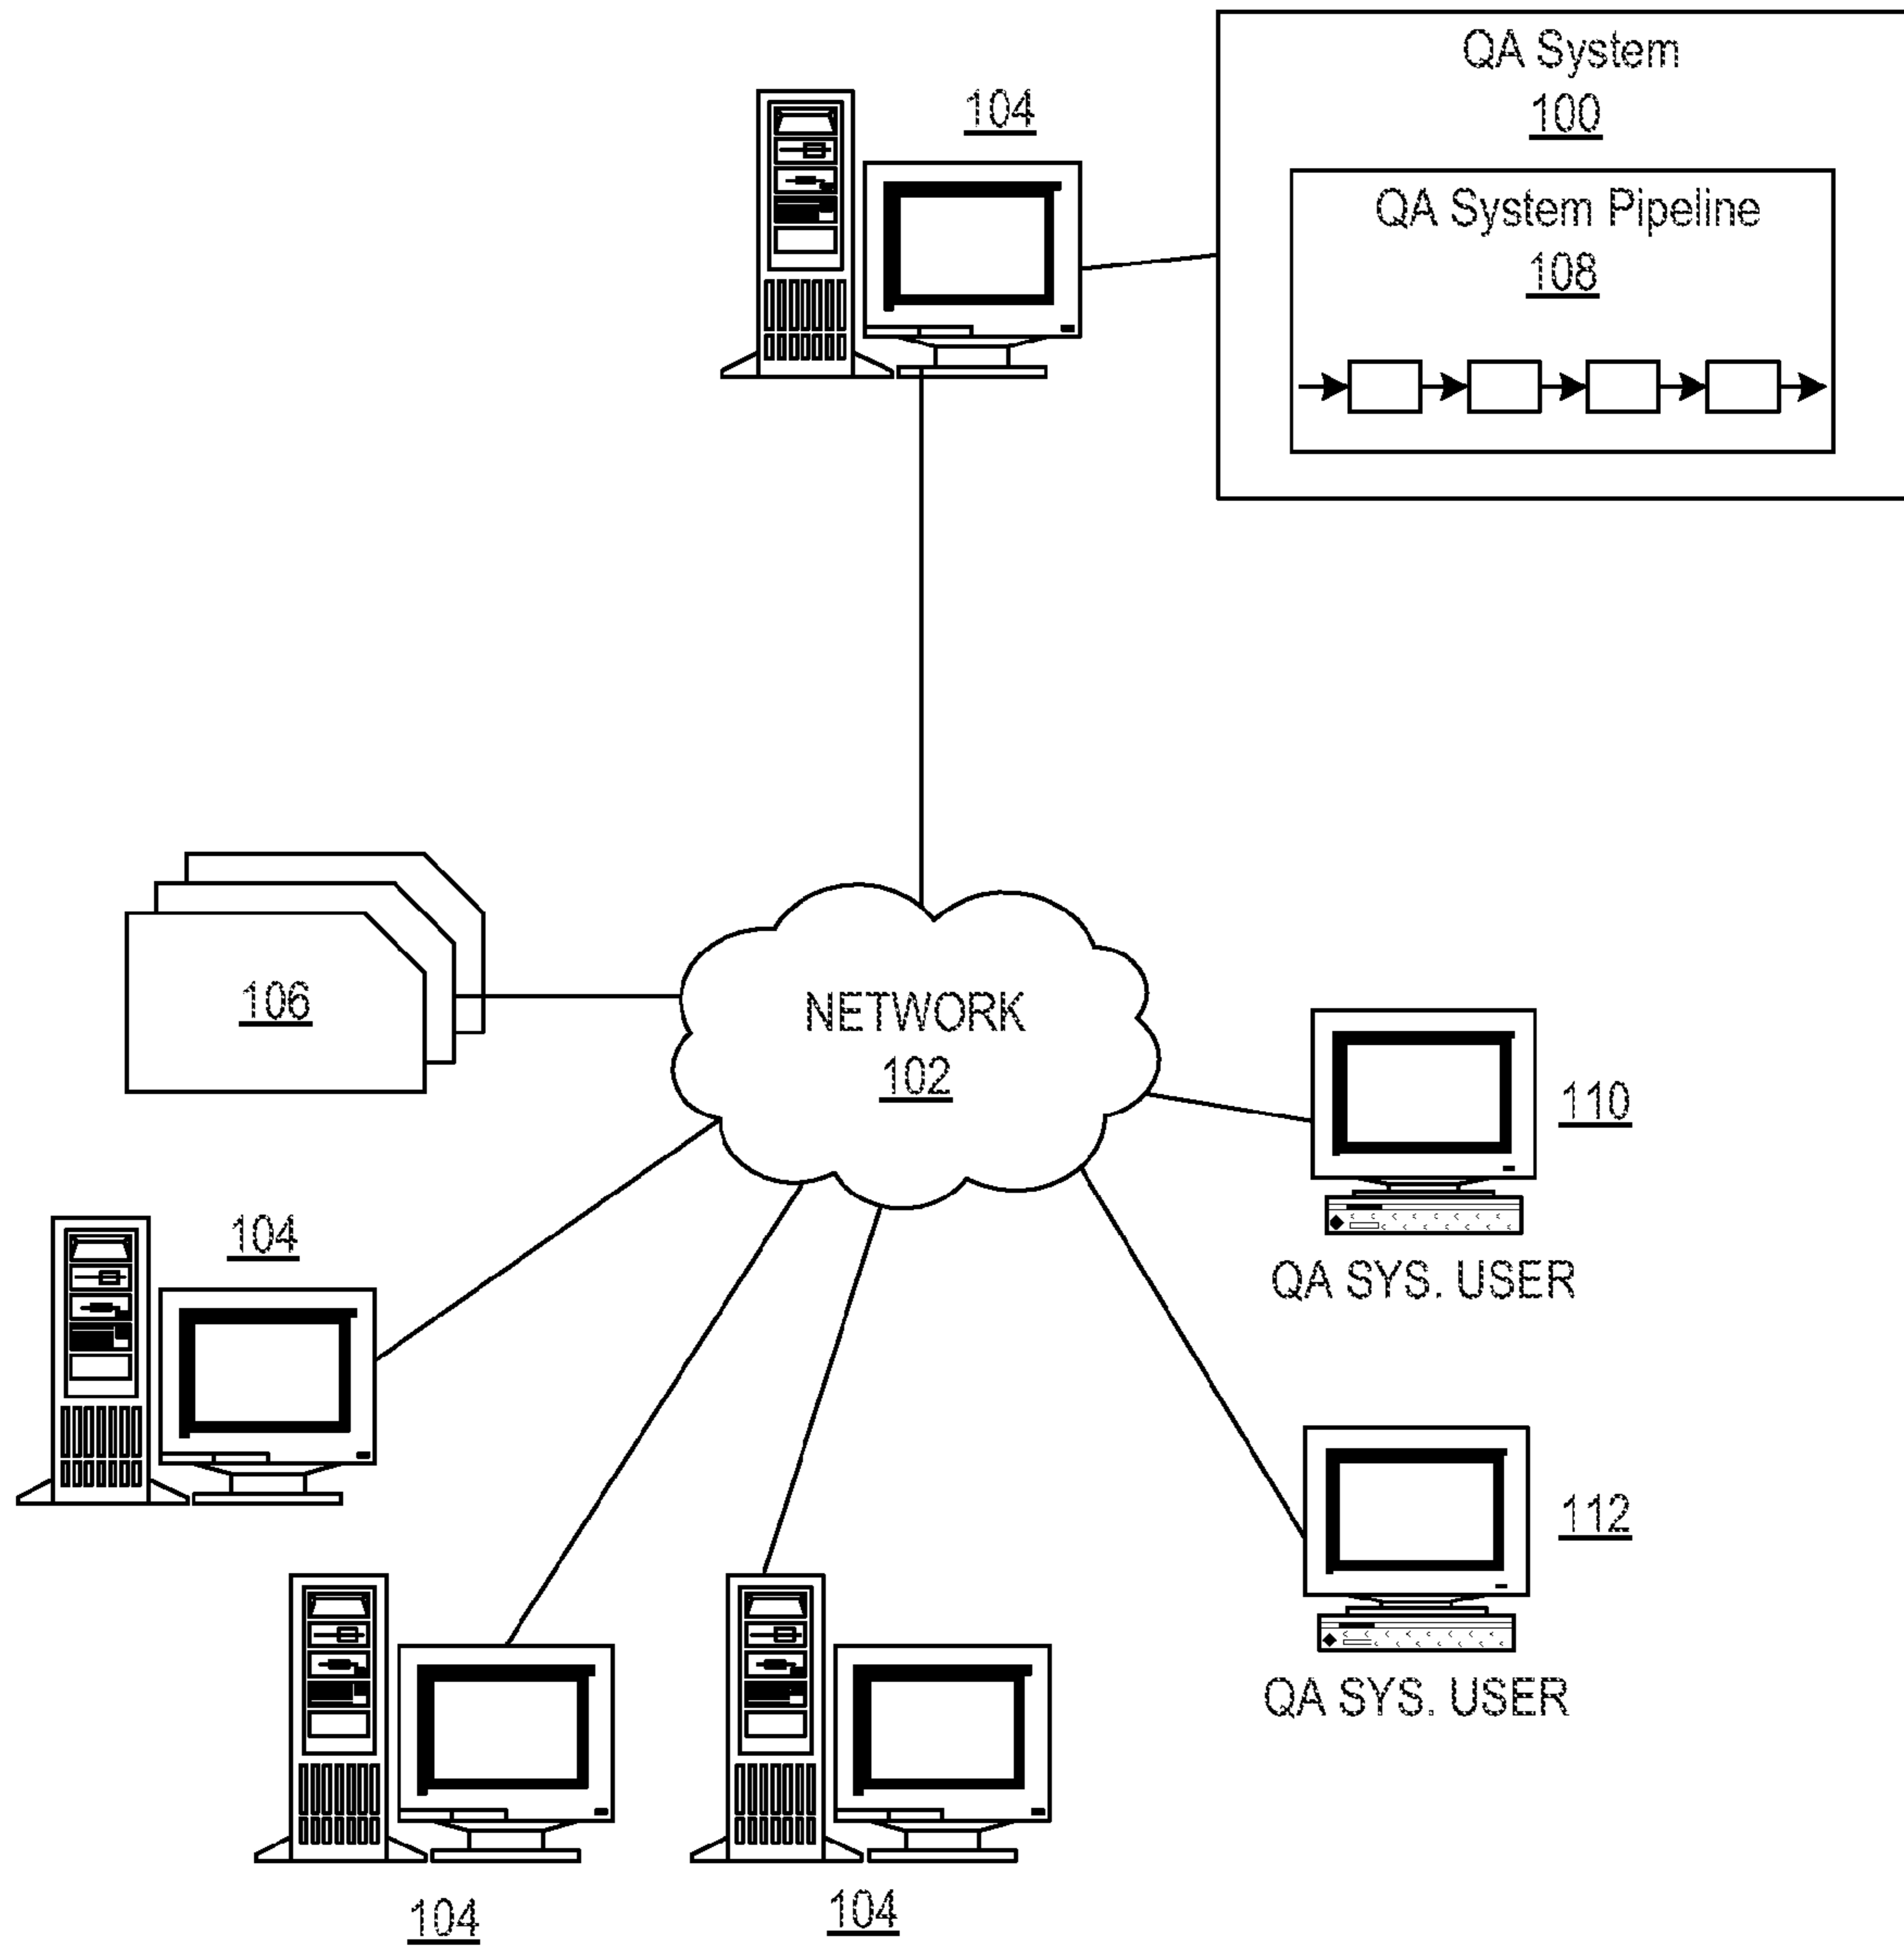 QA System
100
104
QA System Pipeline
108
106
NETWORK
102
110
QA SYS. USER
104
112
QA SYS. USER
104
104